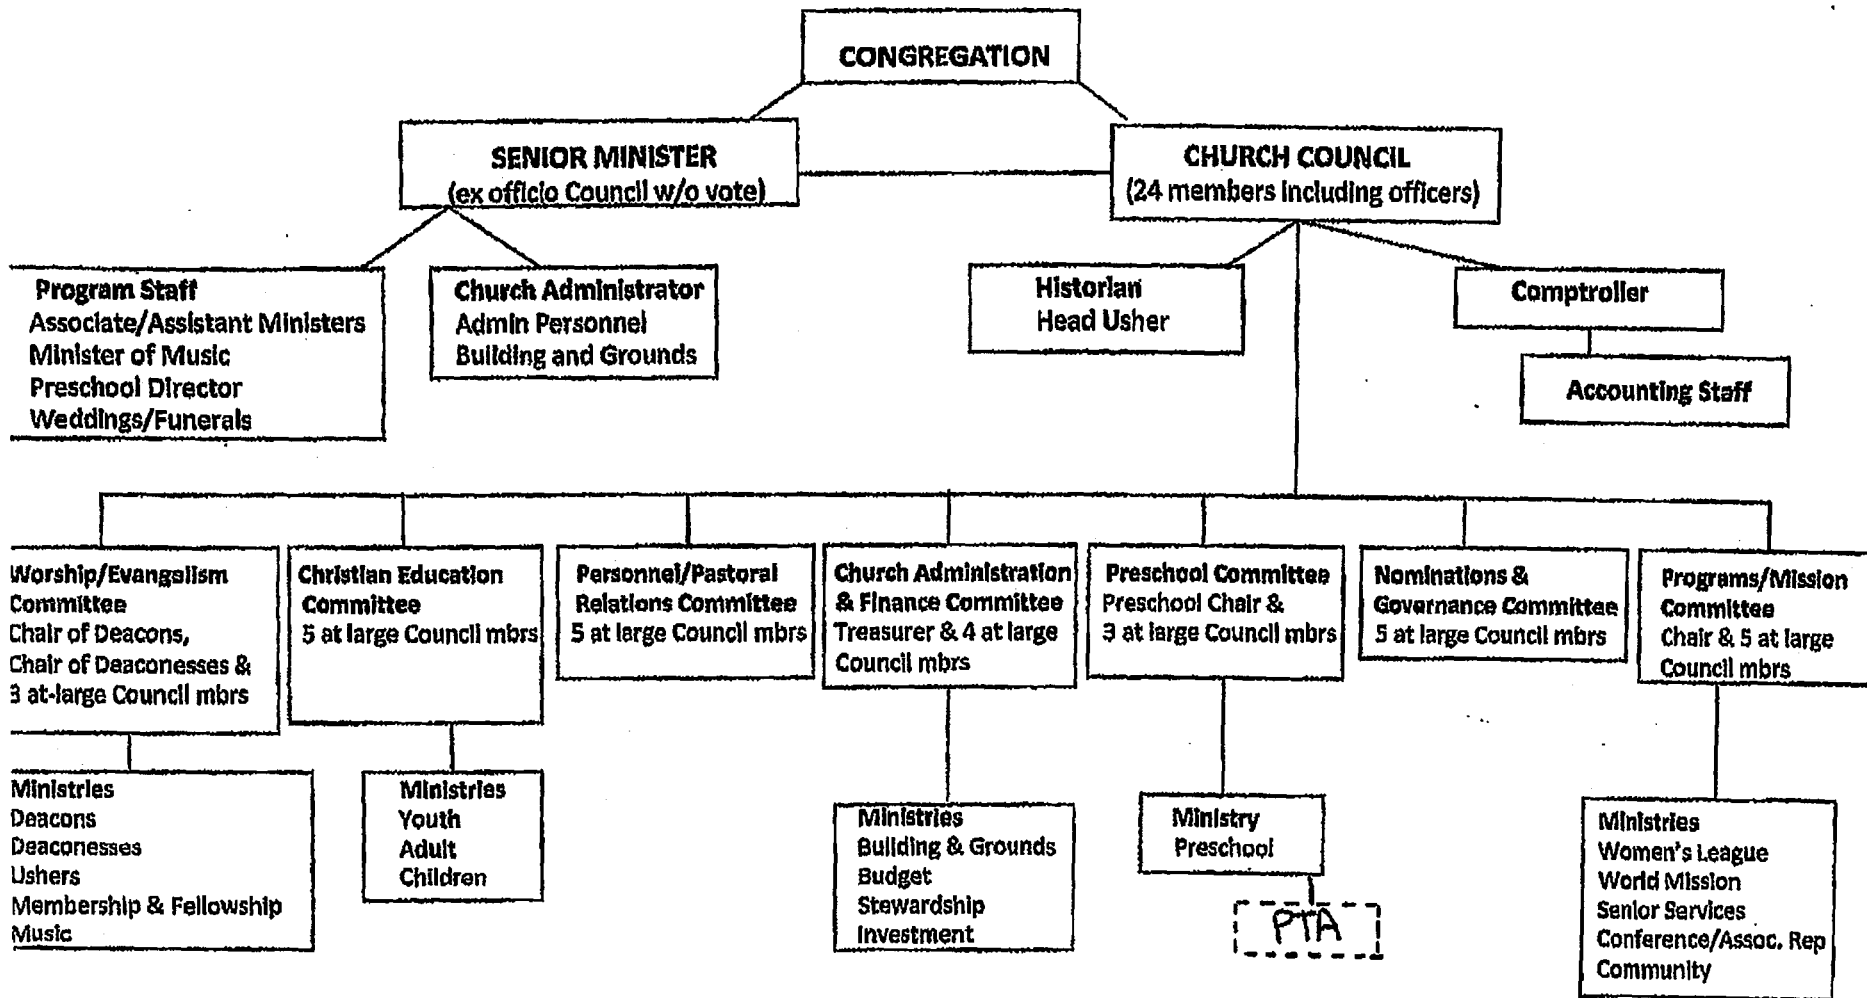 CONGREGATION
SENIOR MINISTER
(ex officio Council w/o vote)
CHURCH COUNCIL
(24 members including officers)
Program Staff
Associate/Assistant Ministers
Minister of Music
Preschool Director
Weddings/Funerals
Church Administrator
Admin Personnel
Building and Grounds
Historian
Head Usher
Comptroller
Accounting Staff
Worship/Evangelism
Committee
Chair of Deacons,
Chair of Deaconesses &
3 at-large Council mbrs
Christian Education
Committee
5 at large Council mbrs
Personnel/Pastoral
Relations Committee
5 at large Council mbrs
Church Administration
& Finance Committee
Treasurer & 4 at large
Council mbrs
Preschool Committee
Preschool Chair &
3 at large Council mbrs
Nominations &
Governance Committee
5 at large Council mbrs
Programs/Mission
Committee
Chair & 5 at large
Council mbrs
Ministries
Deacons
Deaconesses
Ushers
Membership & Fellowship
Music
Ministries
Youth
Adult
Children
Ministries
Building & Grounds
Budget
Stewardship
Investment
Ministry
Preschool
PTA
Ministries
Women's League
World Mission
Senior Services
Conference/Assoc. Rep
Community